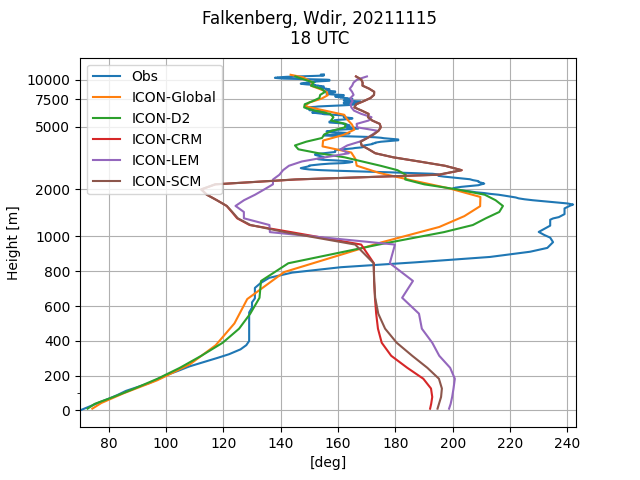 Falkenberg, Wdir, 20211115
18 UTC
Obs
ICON-Global
ICON-D2
ICON-CRM
ICON-LEM
ICON-SCM
Height [m]
10000
7500
5000
2000
1000
800
600
400
200
0
80 100 120 140 160 180 200 220 240
[deg]